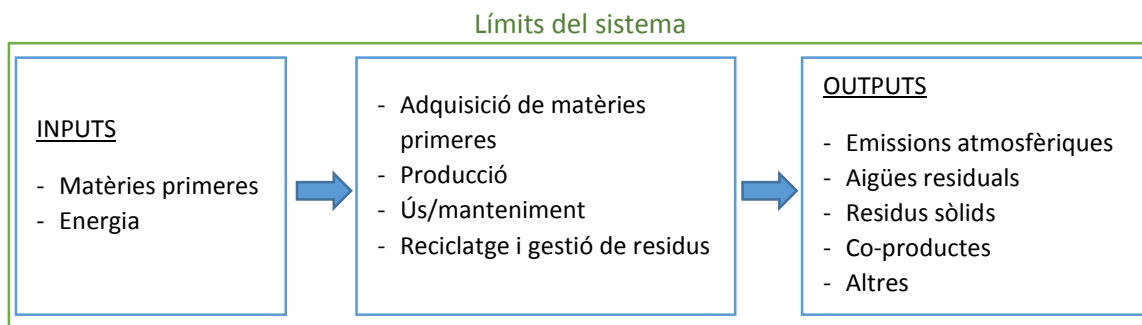 Límits del sistema
INPUTS
- Matèries primeres
- Energia
- Adquisició de matèries
primeres
- Producció
- Ús/manteniment
- Reciclatge i gestió de residus
OUTPUTS
- Emissions atmosfèriques
- Aigües residuals
- Residus sòlids
- Co-productes
- Altres